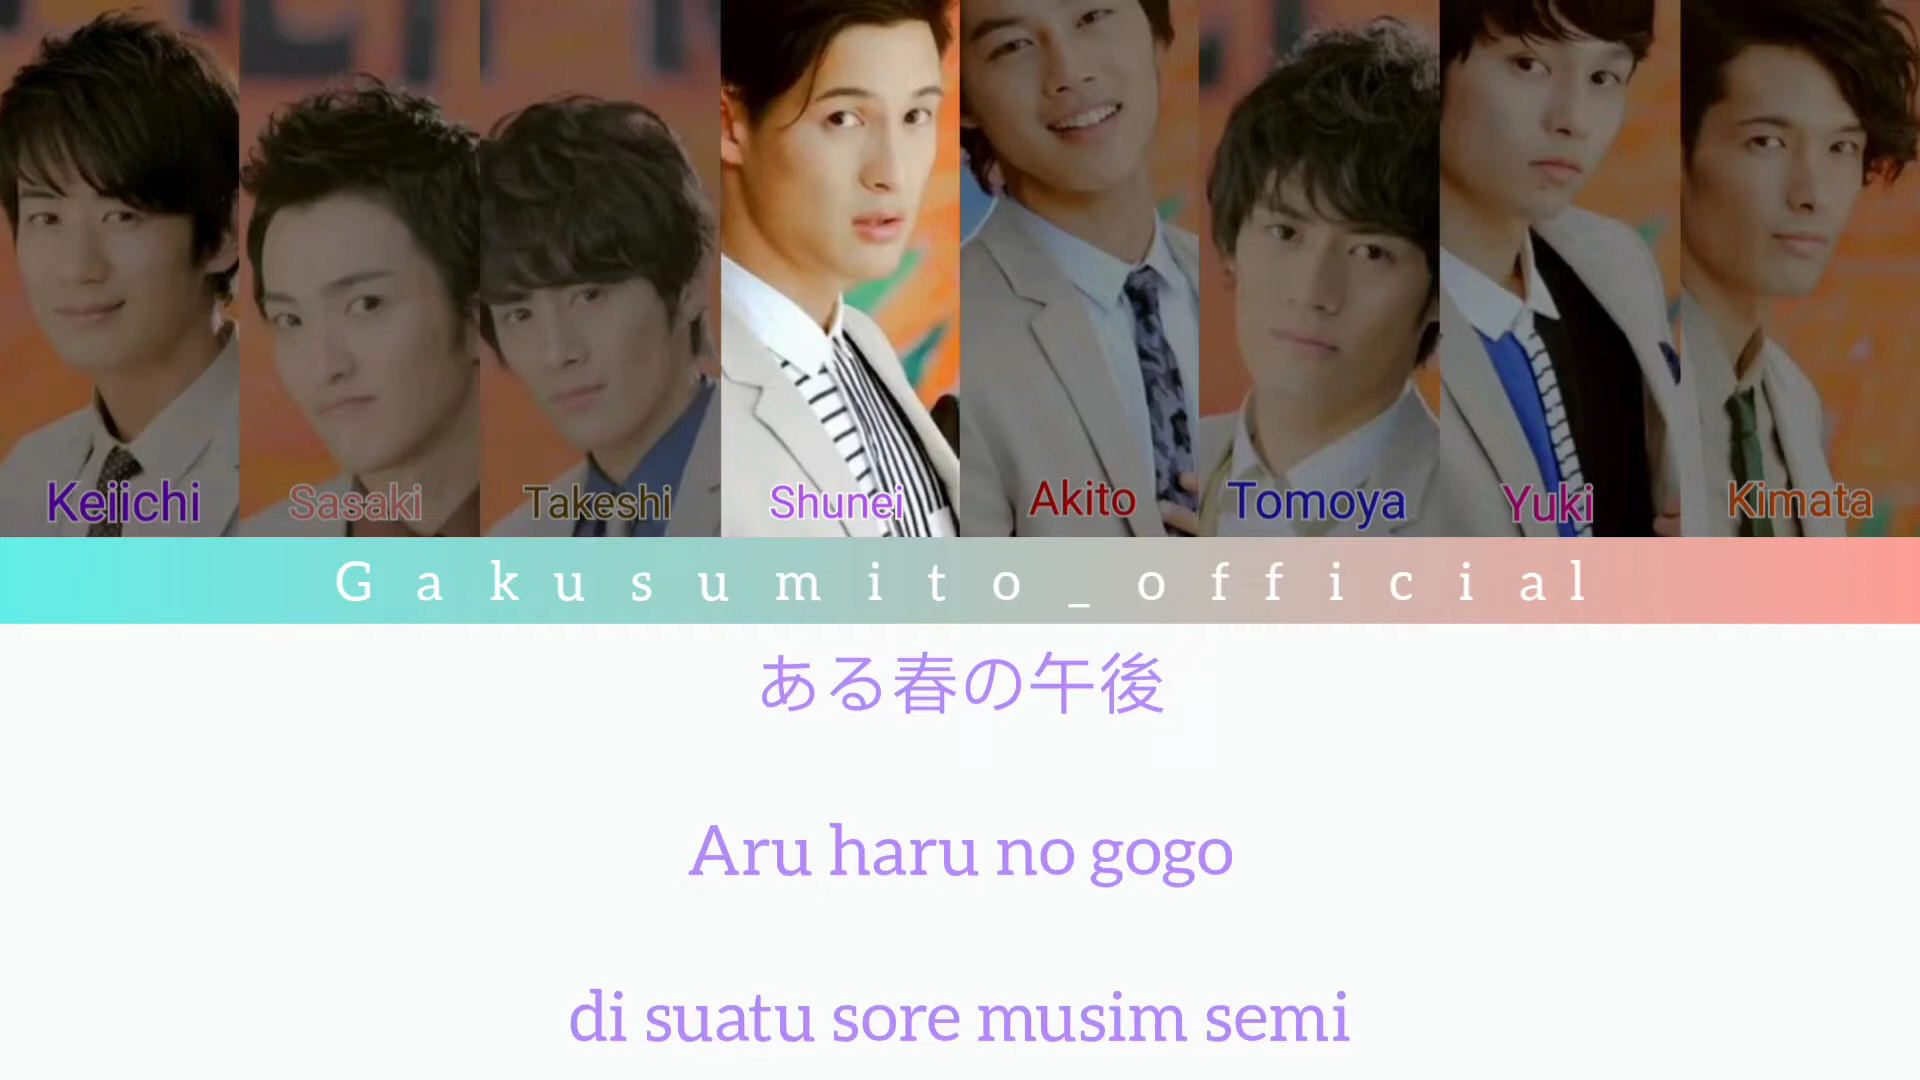 Keiichi
Sasaki
Takeshi
Shunei
Akito
Tomoya
Yuki
Kimata
Gakusumito_official
ある春の午後
Aru haru no gogo
di suatu sore musim semi